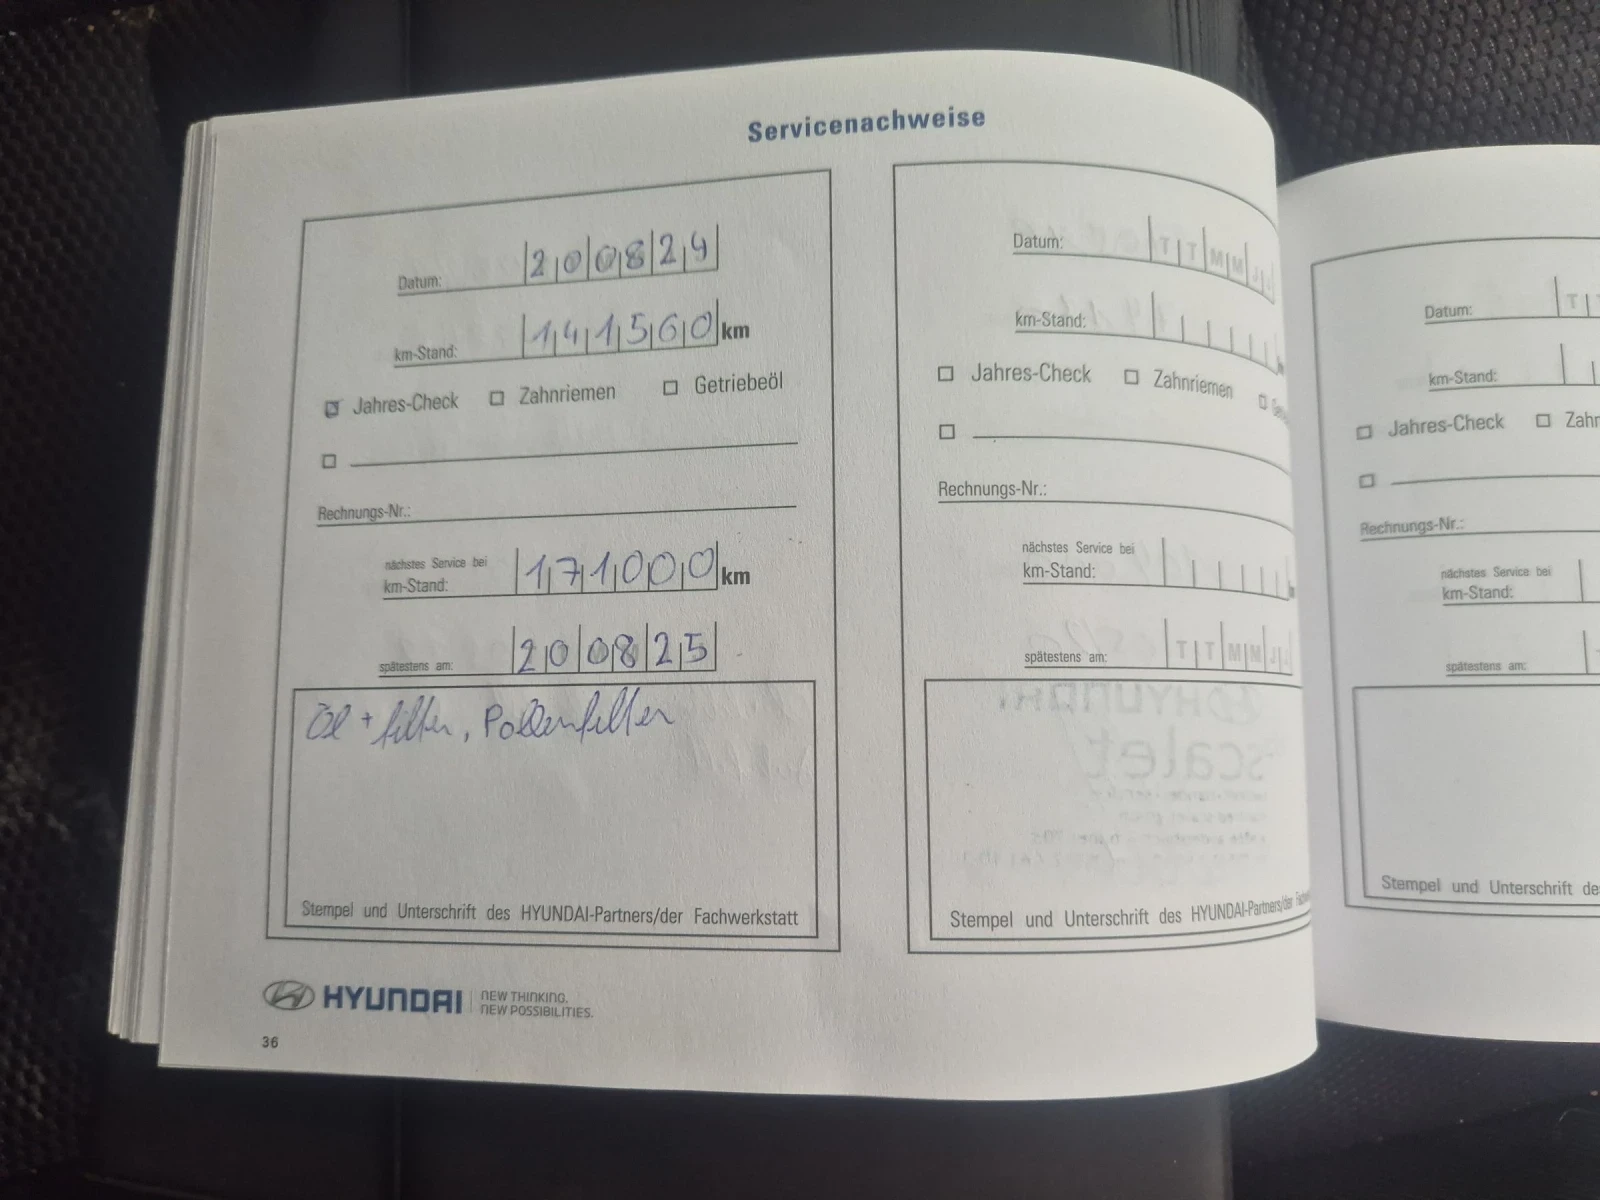 Servicenachweise
Datum: 200824
km-Stand: 141560 km
Jahres-Check Zahnriemen Getriebeöl
Rechnungs-Nr.:
nächstes Service bei
km-Stand: 171000 km
spätestens am: 200825
Öl + filter, Pollenfilter
Stempel und Unterschrift des HYUNDAI-Partners/der Fachwerkstatt
Datum: T T M M J
km-Stand:
Jahres-Check Zahnriemen
Rechnungs-Nr.:
nächstes Service bei
km-Stand:
spätestens am: T T M M J
Stempel und Unterschrift des HYUNDAI-Partners/der
HYUNDAI
NEW THINKING.
NEW POSSIBILITIES.
36
Datum: T T
km-Stand:
Jahres-Check Zahn
Rechnungs-Nr.:
nächstes Service bei
km-Stand:
spätestens am:
Stempel und Unterschrift de